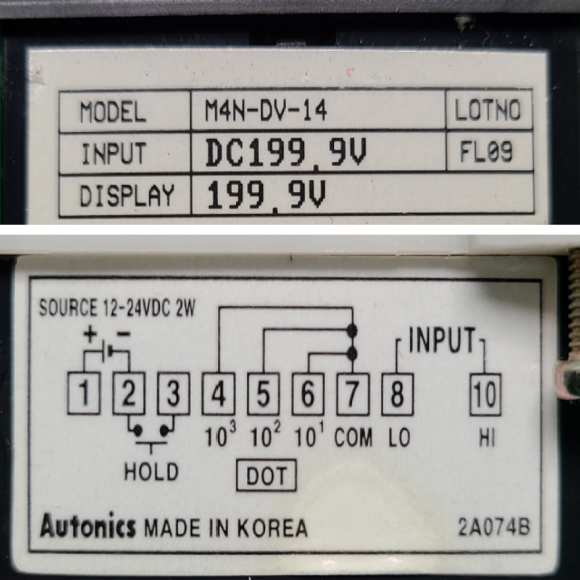 MODEL M4N-DV-14 LOTNO
INPUT DC199.9V FL09
DISPLAY 199.9V
SOURCE 12-24VDC 2W
+ -
INPUT
1 2 3 4 5 6 7 8 10
10³ 10² 10¹ COM LO HI
HOLD DOT
Autonics MADE IN KOREA 2A074B